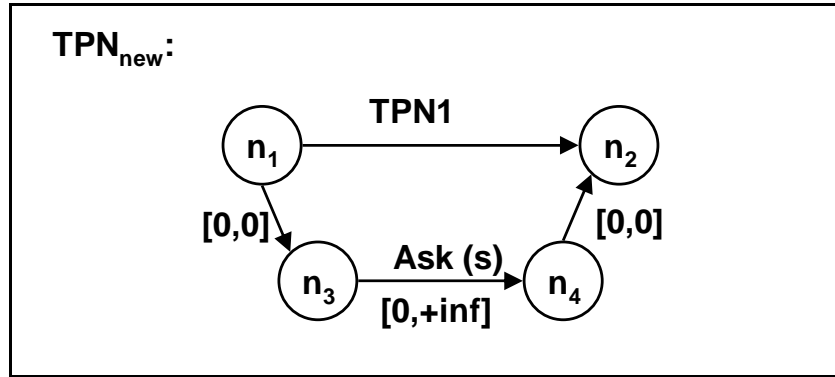 TPNnew:
TPN1
n1
n2
[0,0]
[0,0]
Ask (s)
n3
n4
[0,+inf]